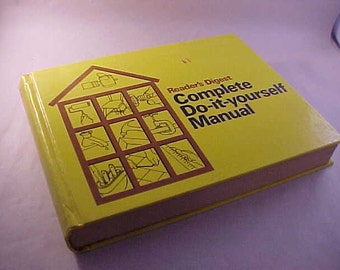 Reader's Digest
Complete
Do-it-yourself
Manual